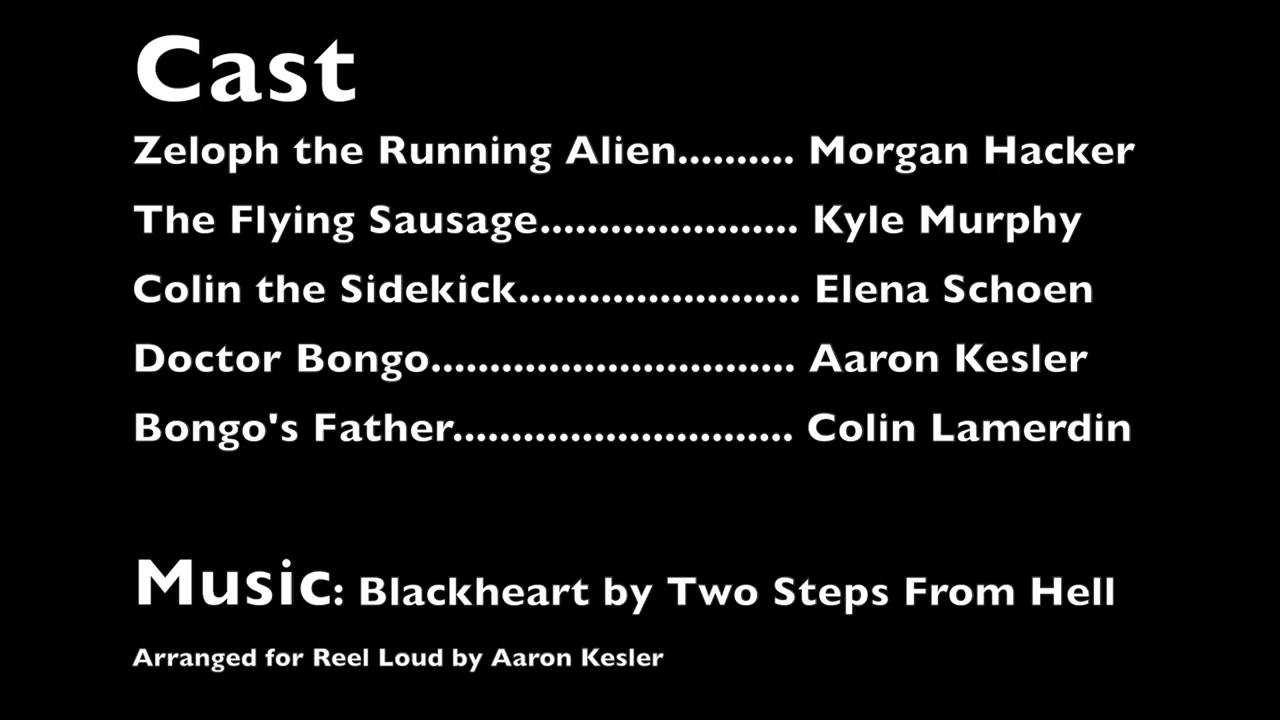 Cast
Zeloph the Running Alien.......... Morgan Hacker
The Flying Sausage...................... Kyle Murphy
Colin the Sidekick........................ Elena Schoen
Doctor Bongo............................... Aaron Kesler
Bongo's Father............................. Colin Lamerdin
Music: Blackheart by Two Steps From Hell
Arranged for Reel Loud by Aaron Kesler